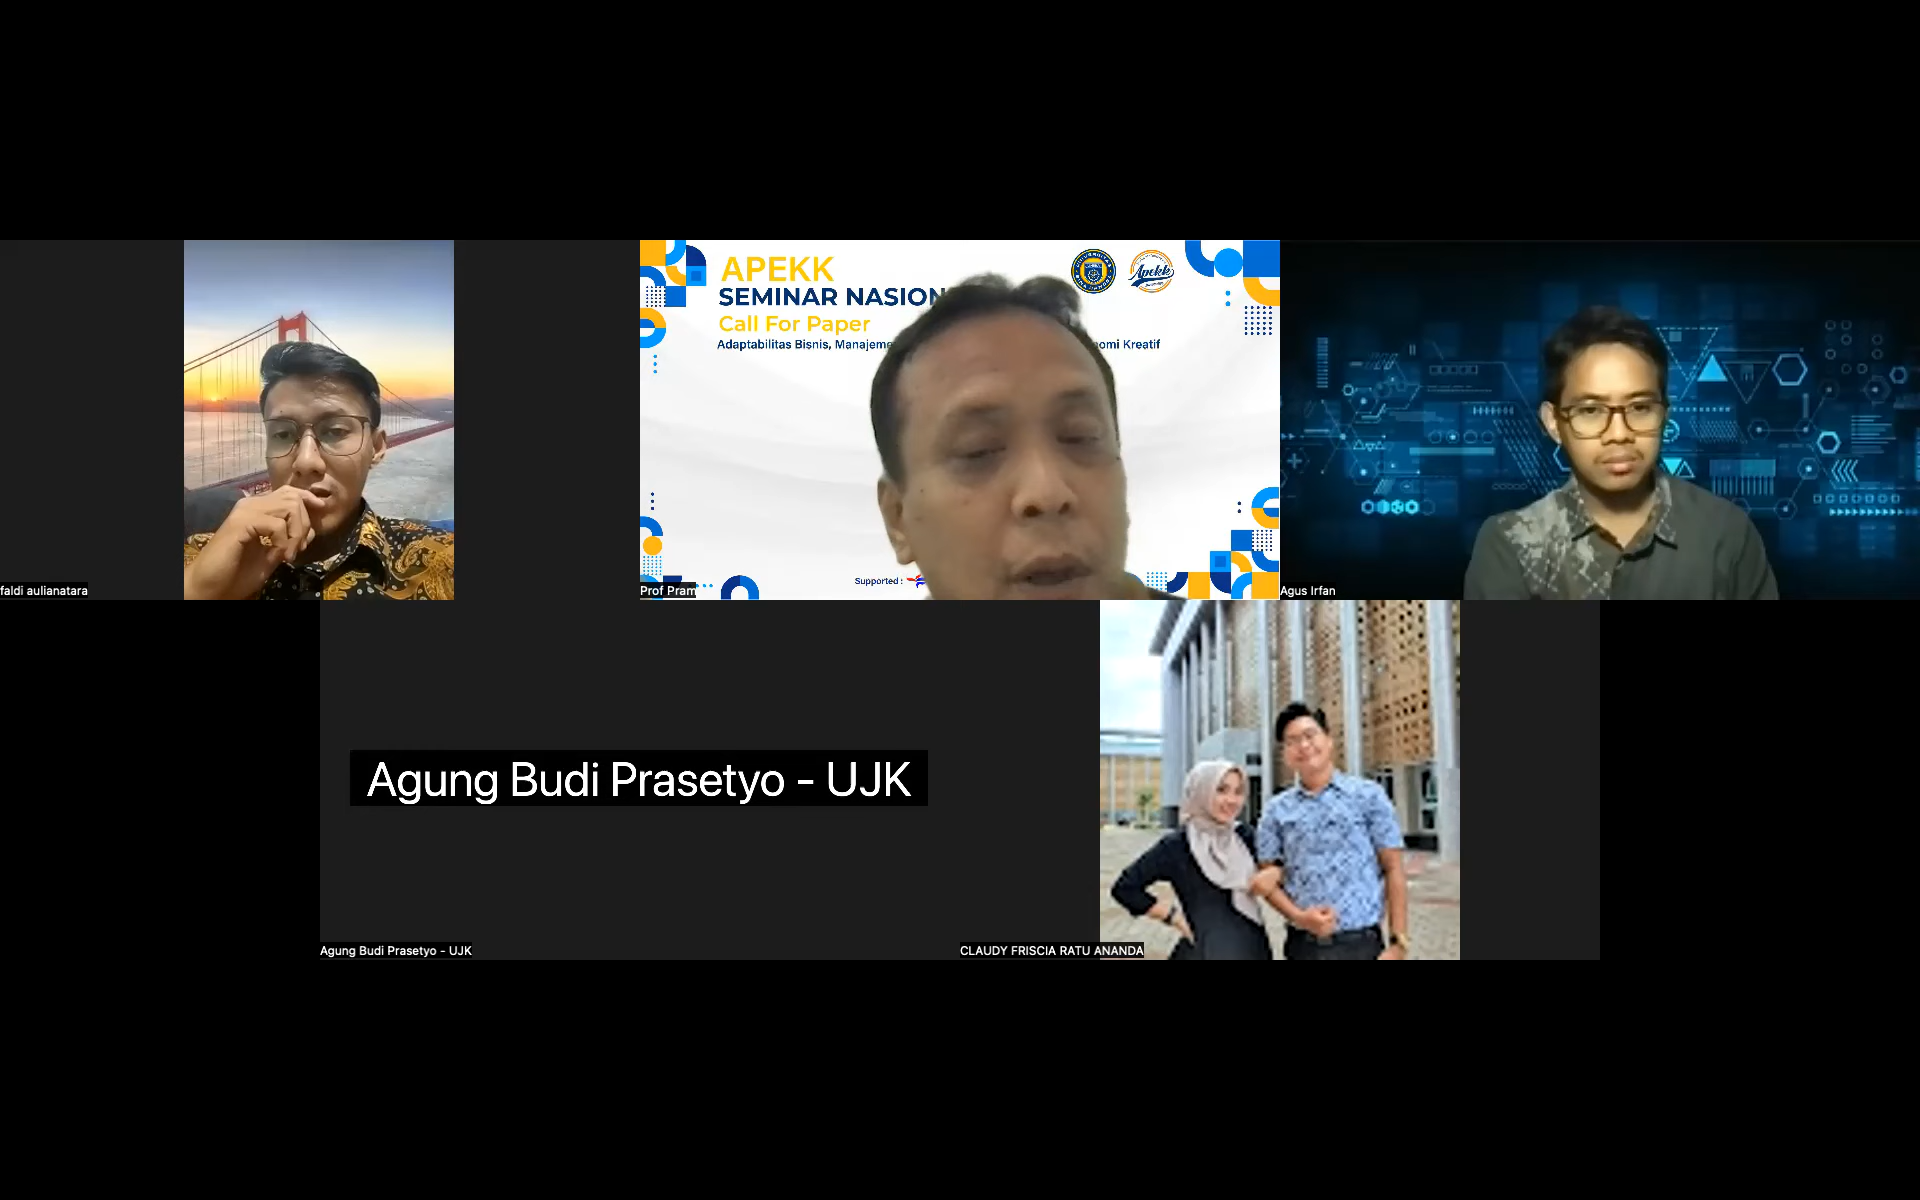 APEKK
SEMINAR NASION
Call For Paper
Adaptabilitas Bisnis, Manajeme
omi Kreatif
Apekk
Supported :
faldi aulianatara
Prof Pram
Agus Irfan
Agung Budi Prasetyo - UJK
Agung Budi Prasetyo - UJK
CLAUDY FRISCIA RATU ANANDA